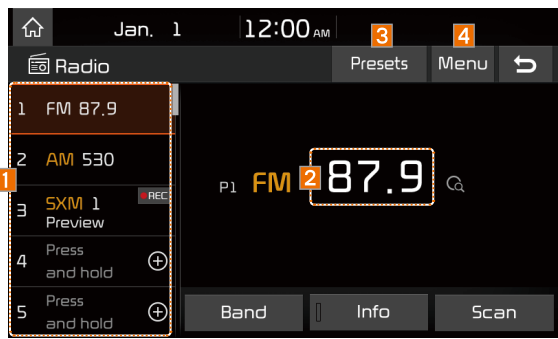 Jan. 1 12:00 AM
3
4
Radio
Presets Menu
1 FM 87.9
2 AM 530
1
3 SXM 1 REC
Preview
4 Press
and hold
5 Press
and hold
P1 FM 2 87.9
Band Info Scan